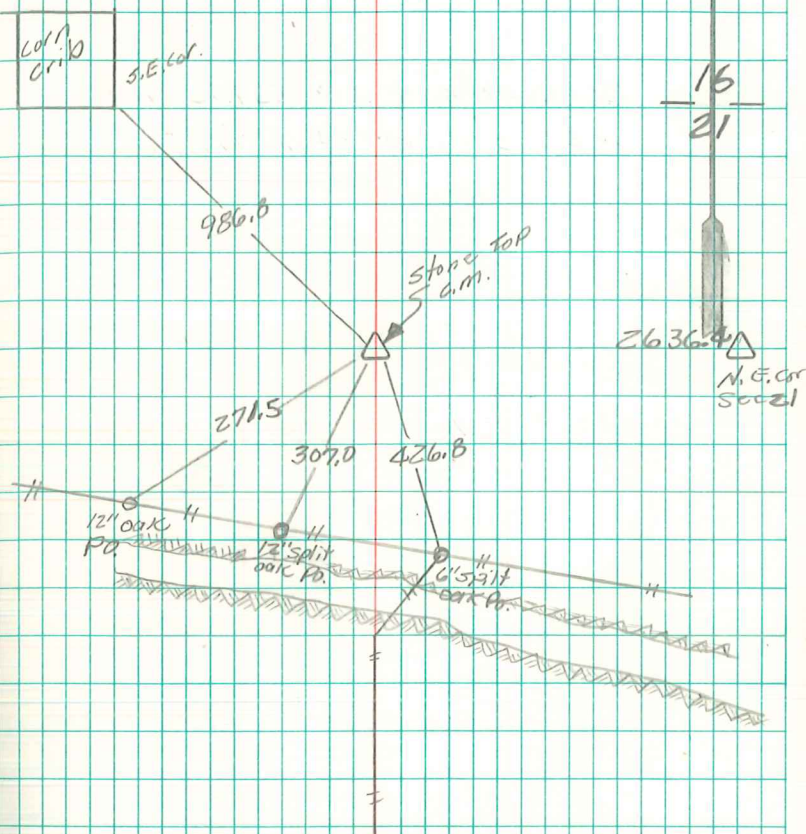 corn
crib
S.E.cor.
16
21
986.8
Stone Top
c.m.
2636.4
N.E.cor
Sec 21
271.5
307.0
426.8
12" oak
Po.
12" split
oak Po.
6" split
oak Po.